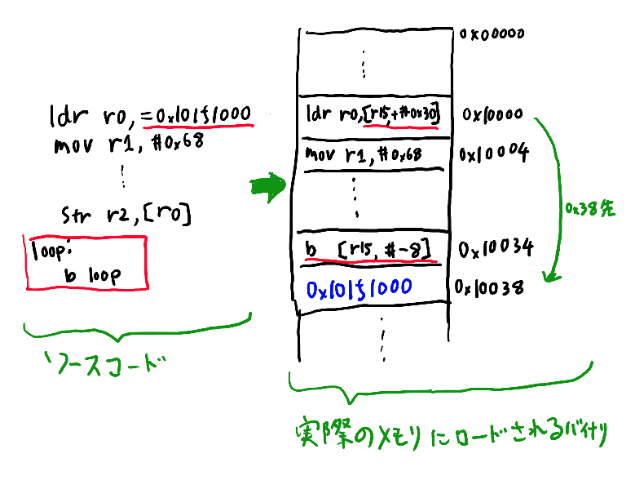 ldr r0, =0x101f1000
mov r1, #0x68
⋮
str r2, [r0]
loop:
b loop
ソースコード
0x00000
⋮
ldr r0,[r15,+#0x30]
0x10000
mov r1, #0x68
0x10004
⋮
0x38先
b [r15, #-8]
0x10034
0x101f1000
0x10038
⋮
実際のメモリにロードされるバイナリ